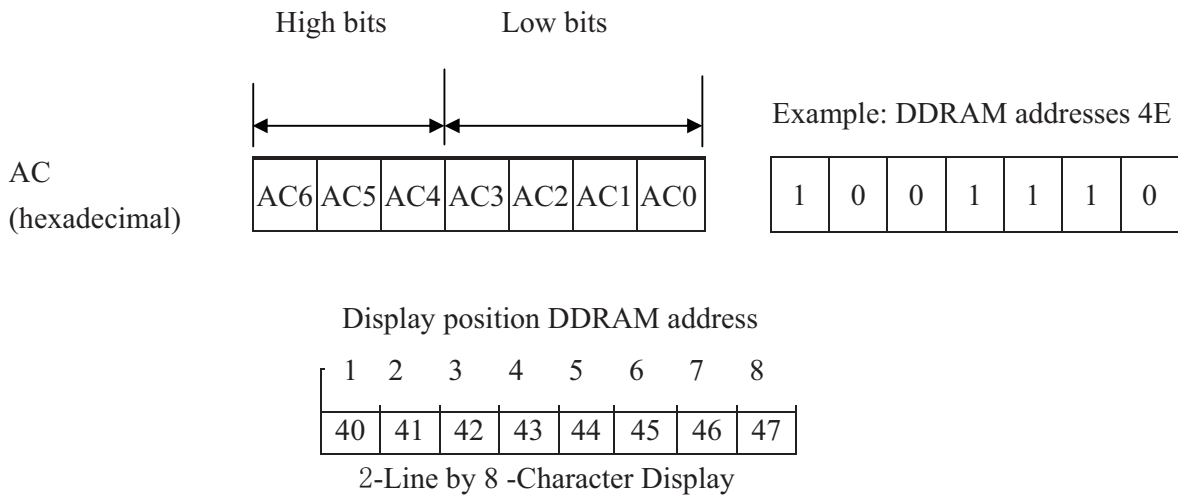 High bits Low bits
Example: DDRAM addresses 4E
AC
(hexadecimal)
AC6 AC5 AC4 AC3 AC2 AC1 AC0
1 0 0 1 1 1 0
Display position DDRAM address
1 2 3 4 5 6 7 8
40 41 42 43 44 45 46 47
2-Line by 8 -Character Display